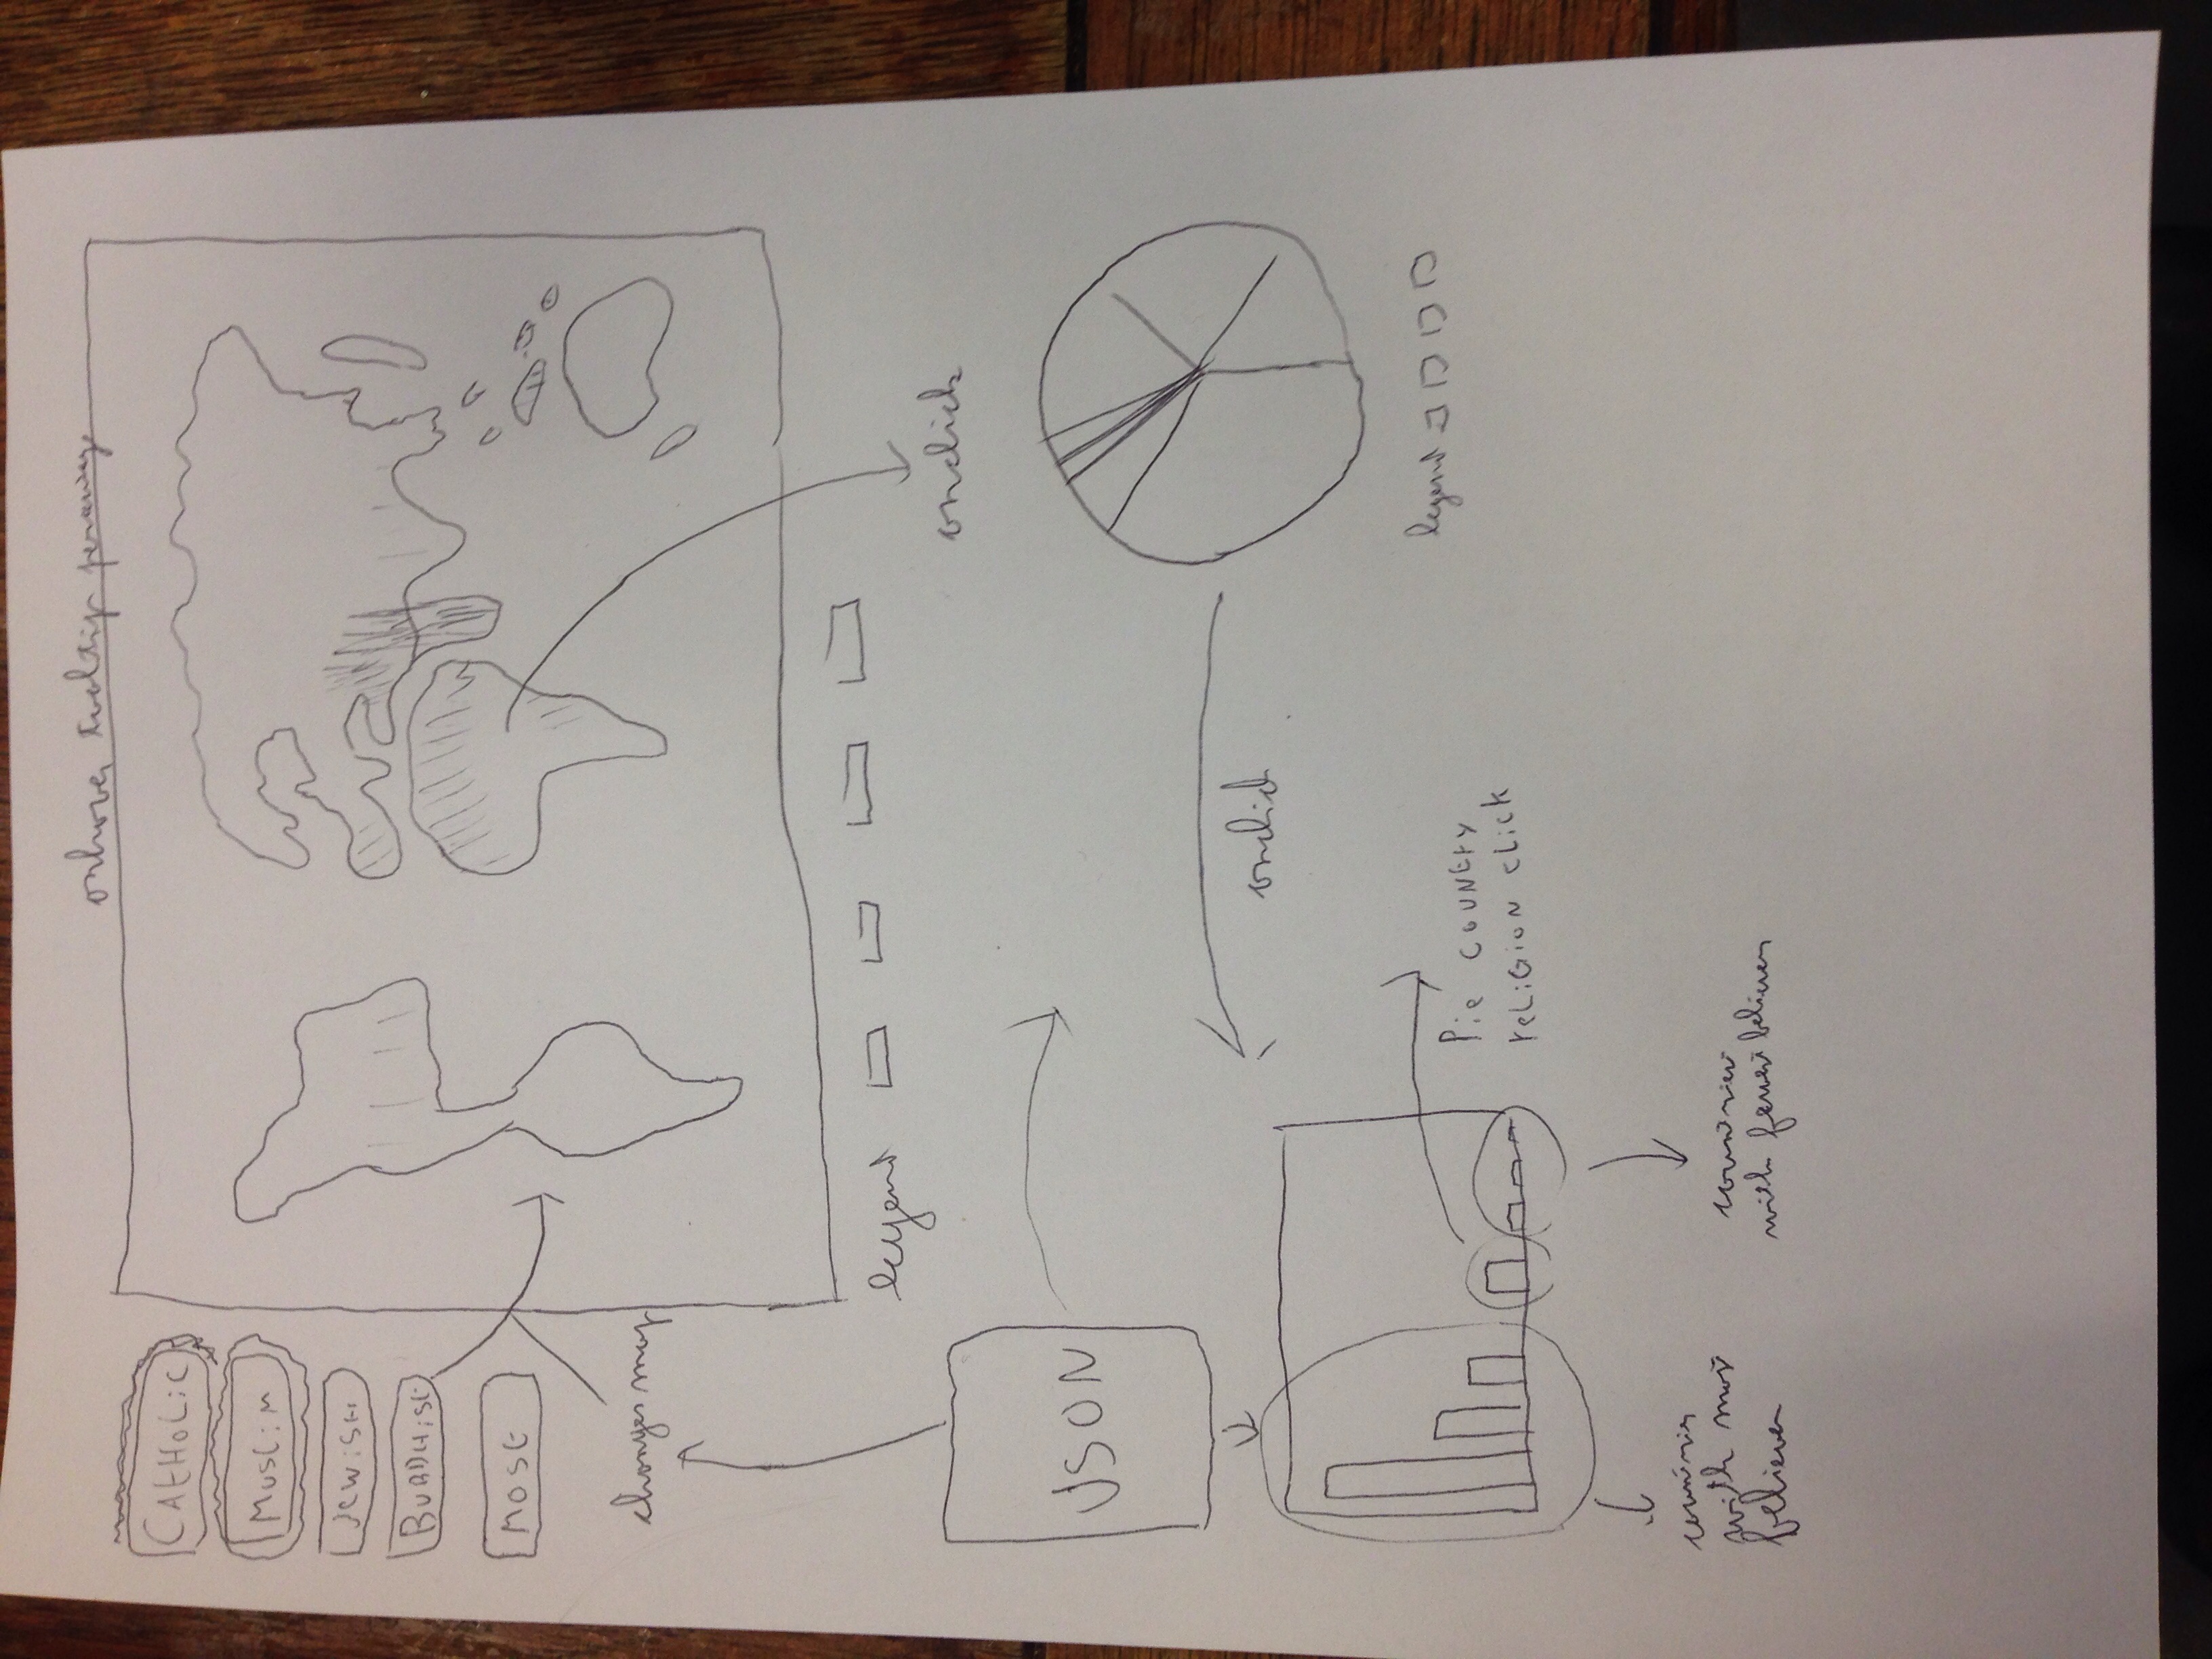 onhover tooltip
CAtHoLiC
MUSLiM
JEWiSH
BUDDHiSt
MOSt
changes map
legend
onclick
JSON
onclick
legend
Pie COUNtry
reLiGiON CLiCK
countries
with most
believers
countries
with fewest believers